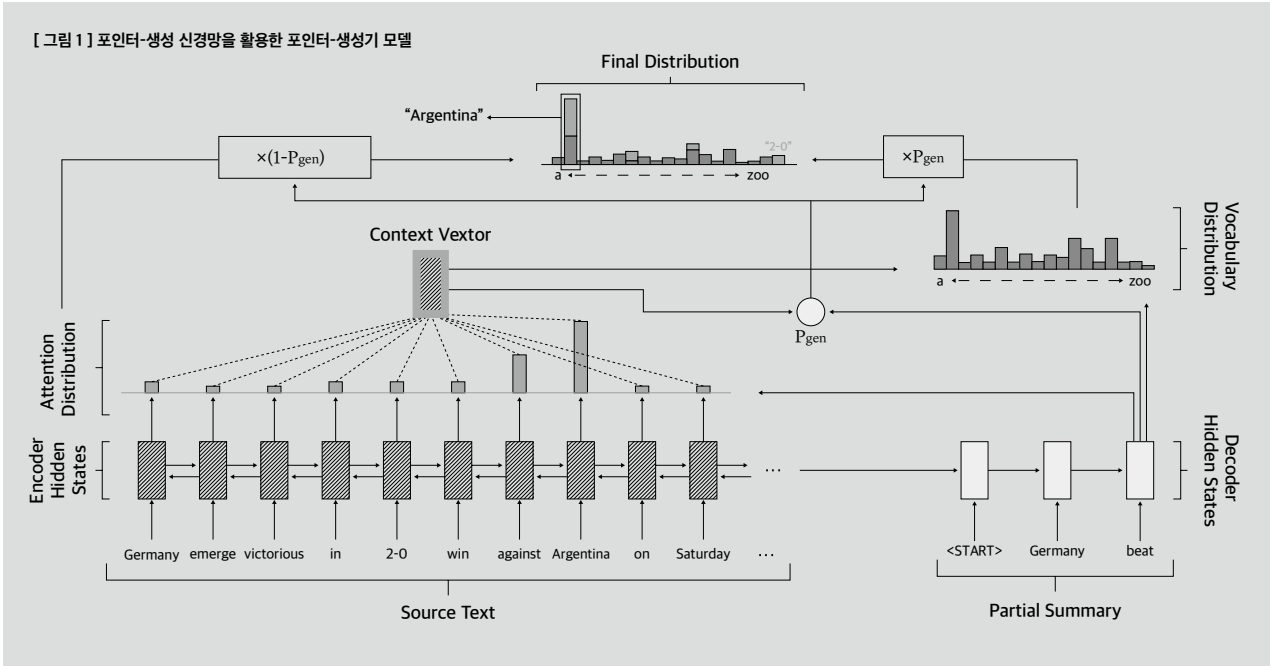 [ 그림 1 ] 포인터-생성 신경망을 활용한 포인터-생성기 모델
Final Distribution
"Argentina"
×(1-Pgen)
"2-0"
×Pgen
a
zoo
Context Vextor
Vocabulary
Distribution
a
zoo
Pgen
Attention
Distribution
Encoder
Hidden
States
...
Decoder
Hidden States
Germany emerge victorious in 2-0 win against Argentina on Saturday ...
<START> Germany beat
Source Text
Partial Summary